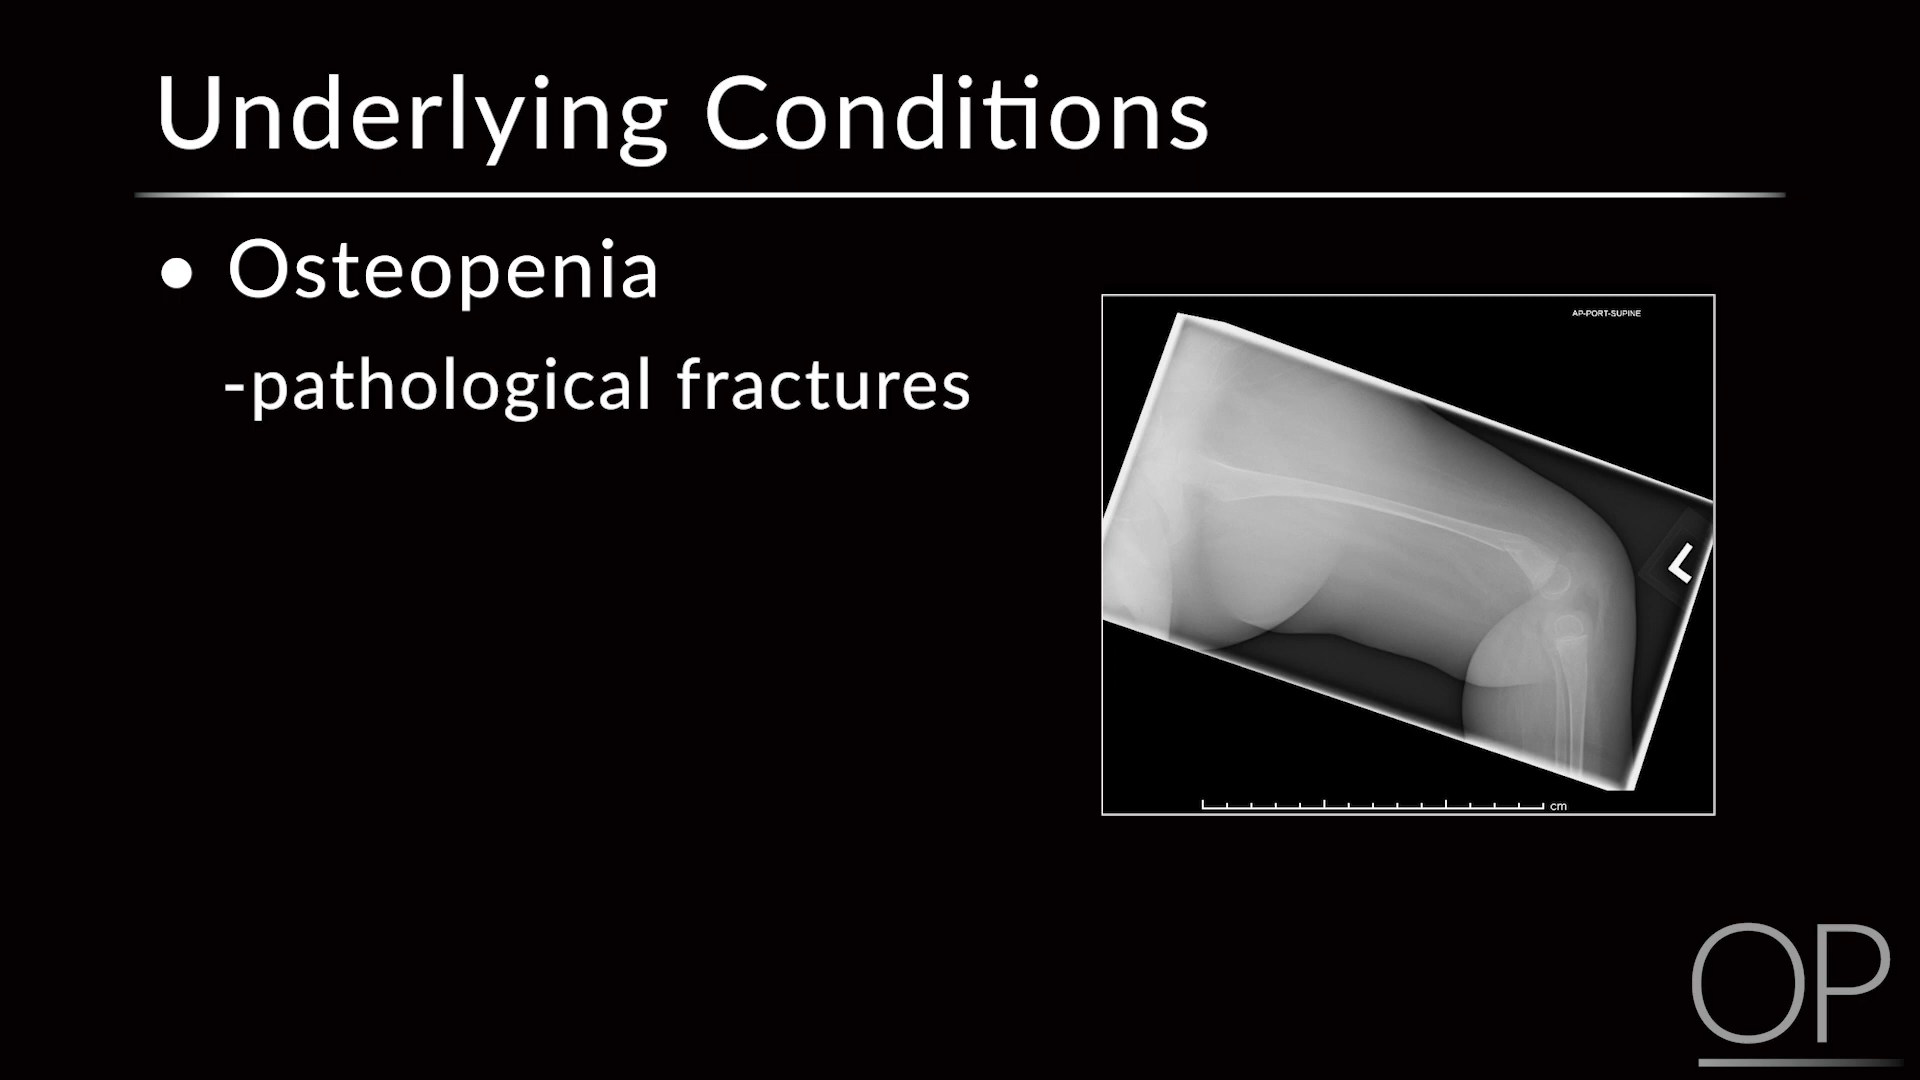 Underlying Conditions
• Osteopenia
-pathological fractures
AP-PORT-SUPINE
L
cm
OP